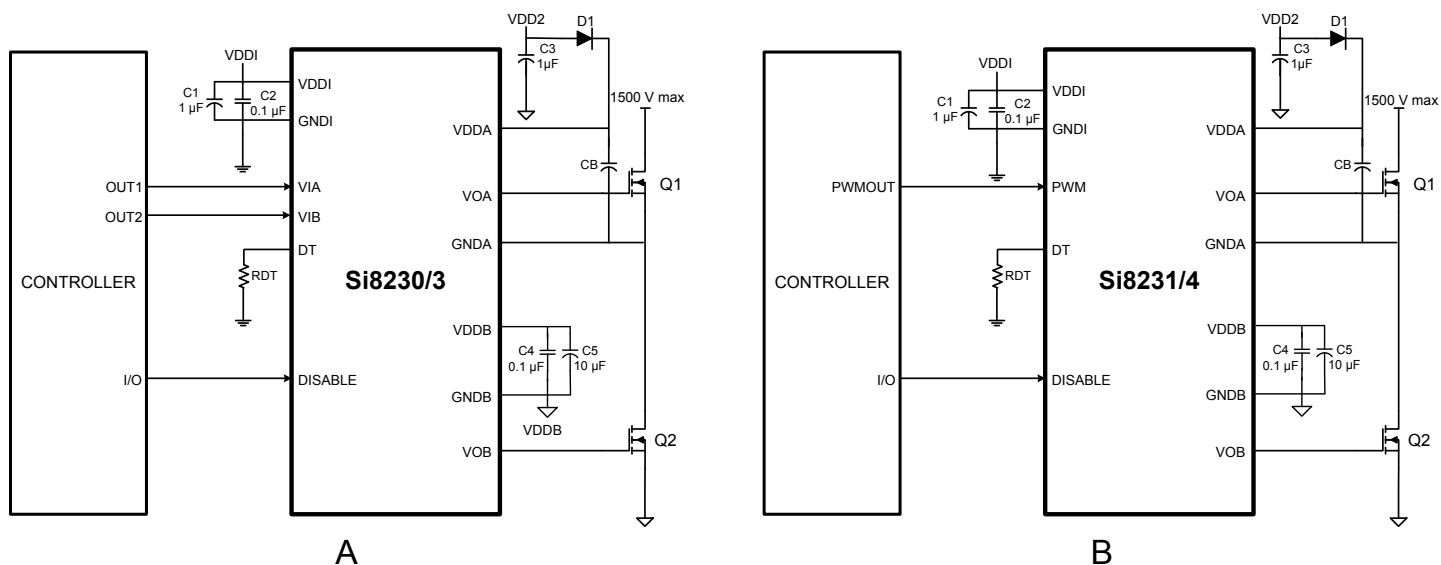 VDD2
D1
C3
1µF
VDDI
C1
1 µF
C2
0.1 µF
VDDI
GNDI
1500 V max
VDDA
CB
OUT1
VIA
VOA
Q1
OUT2
VIB
DT
GNDA
RDT
CONTROLLER
Si8230/3
VDDB
C4
0.1 µF
C5
10 µF
I/O
DISABLE
GNDB
VDDB
VOB
Q2
A
VDD2
D1
C3
1µF
VDDI
C1
1 µF
C2
0.1 µF
VDDI
GNDI
1500 V max
VDDA
CB
PWMOUT
PWM
VOA
Q1
DT
GNDA
RDT
CONTROLLER
Si8231/4
VDDB
C4
0.1 µF
C5
10 µF
I/O
DISABLE
GNDB
VOB
Q2
B